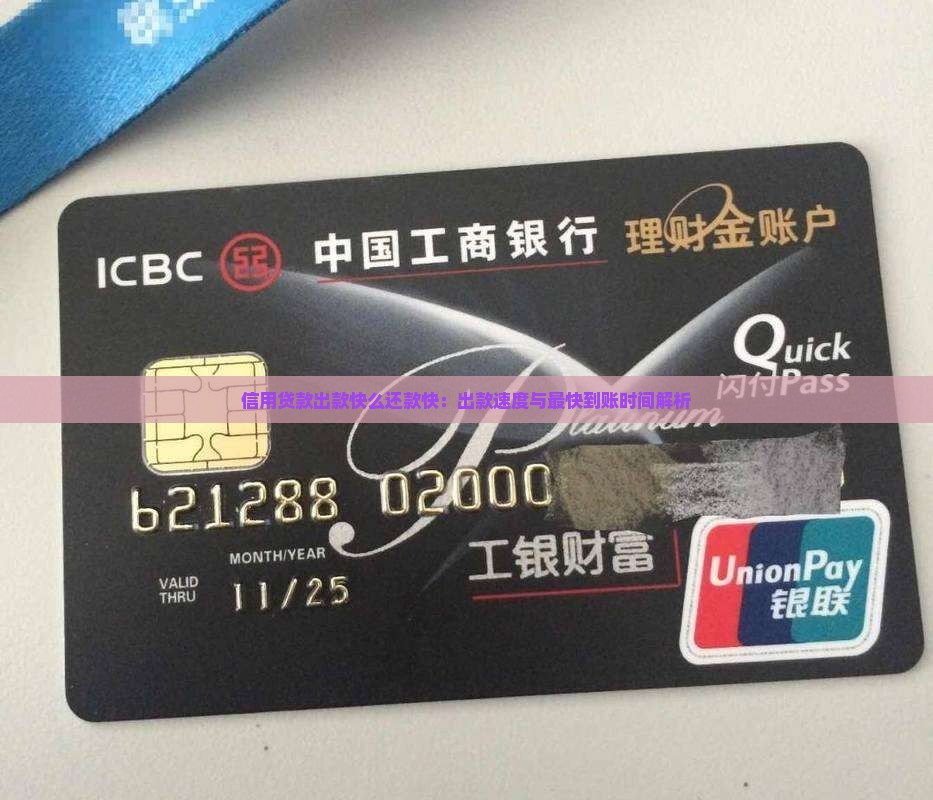 ICBC 中国工商银行 理财金账户
Quick
闪付Pass
信用贷款出款快么还款快：出款速度与最快到账时间解析
Platinum
621288 02000
MONTH/YEAR
VALID
THRU
11/25
工银财富
UnionPay
银联